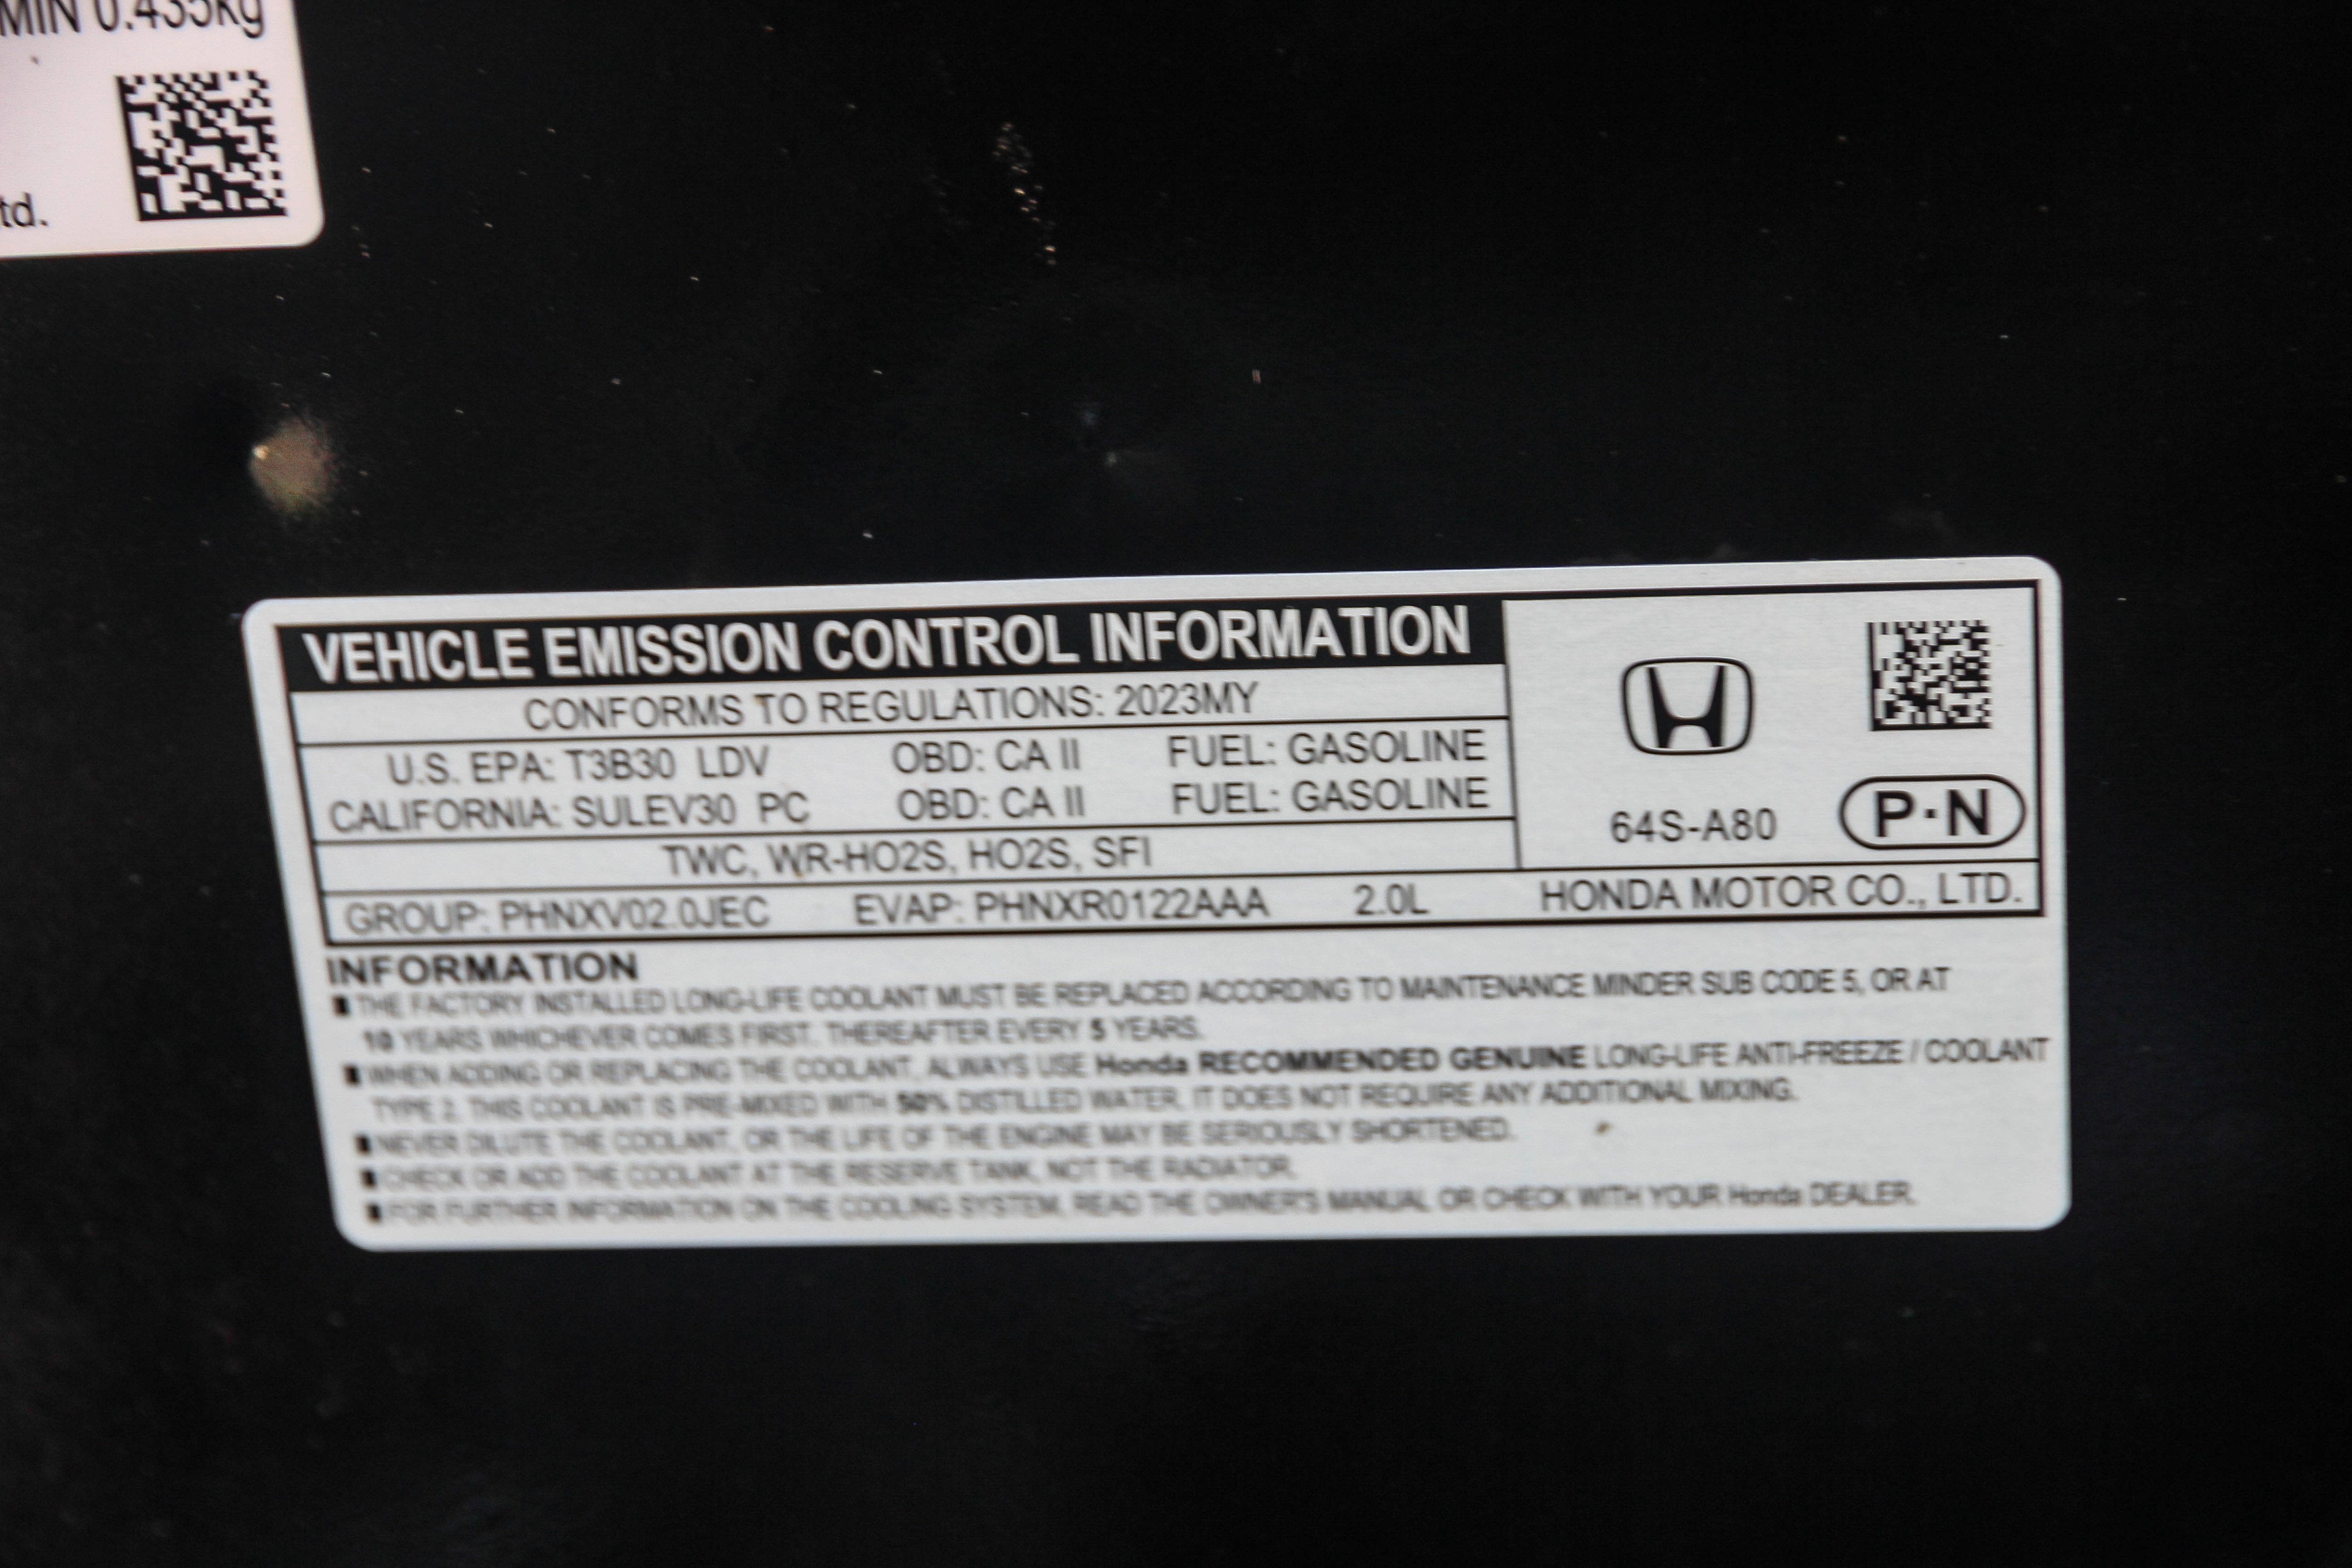 MIN 0.435kg
td.
VEHICLE EMISSION CONTROL INFORMATION
CONFORMS TO REGULATIONS: 2023MY
U.S. EPA: T3B30 LDV OBD: CA II FUEL: GASOLINE
CALIFORNIA: SULEV30 PC OBD: CA II FUEL: GASOLINE
TWC, WR-HO2S, HO2S, SFI
64S-A80 P·N
GROUP: PHNXV02.0JEC EVAP: PHNXR0122AAA 2.0L HONDA MOTOR CO., LTD.
INFORMATION
■ THE FACTORY INSTALLED LONG-LIFE COOLANT MUST BE REPLACED ACCORDING TO MAINTENANCE MINDER SUB CODE 5, OR AT
10 YEARS WHICHEVER COMES FIRST. THEREAFTER EVERY 5 YEARS.
■ WHEN ADDING OR REPLACING THE COOLANT, ALWAYS USE Honda RECOMMENDED GENUINE LONG-LIFE ANTI-FREEZE / COOLANT
TYPE 2. THIS COOLANT IS PRE-MIXED WITH 50% DISTILLED WATER. IT DOES NOT REQUIRE ANY ADDITIONAL MIXING.
■ NEVER DILUTE THE COOLANT, OR THE LIFE OF THE ENGINE MAY BE SERIOUSLY SHORTENED.
■ CHECK OR ADD THE COOLANT AT THE RESERVE TANK, NOT THE RADIATOR.
■ FOR FURTHER INFORMATION ON THE COOLING SYSTEM, READ THE OWNER'S MANUAL OR CHECK WITH YOUR Honda DEALER.